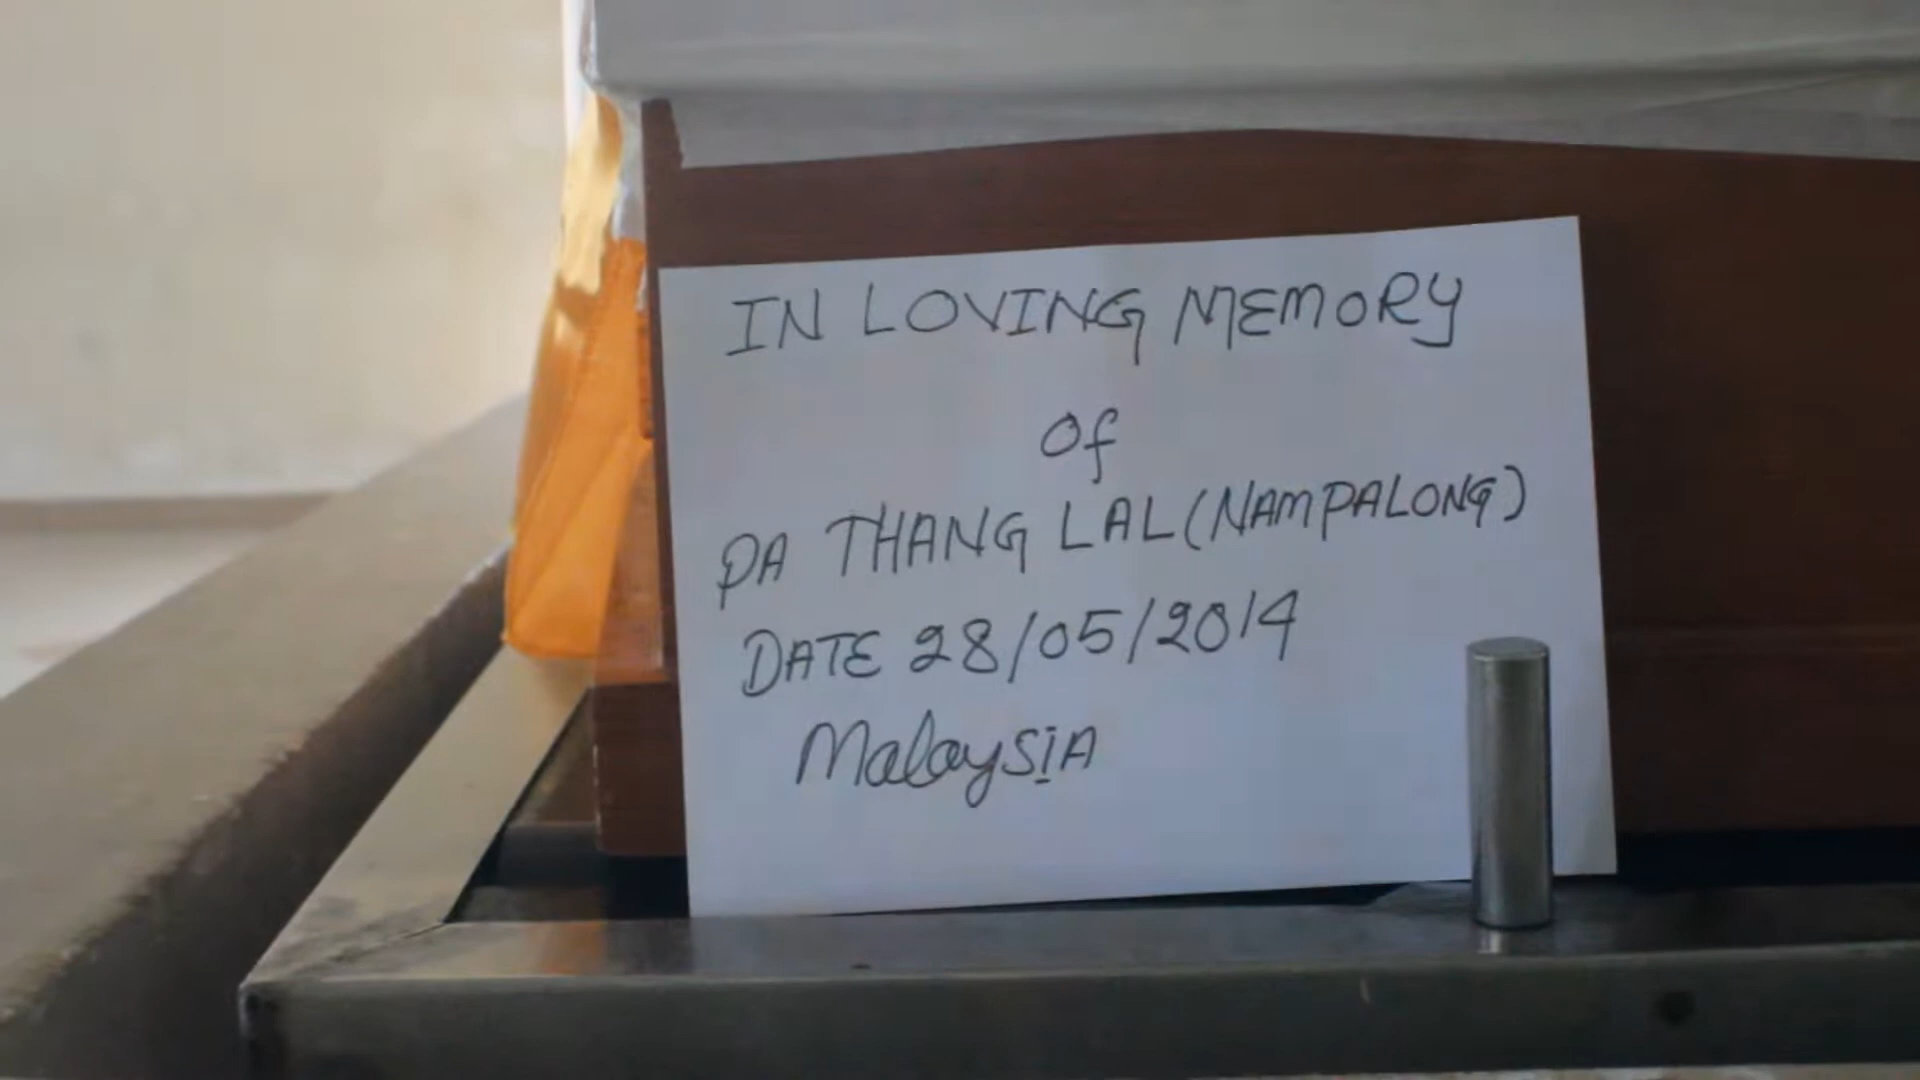 IN LOVING MEMORY
Of
PA THANG LAL (NAMPALONG)
DATE 28/05/2014
MalaysIA